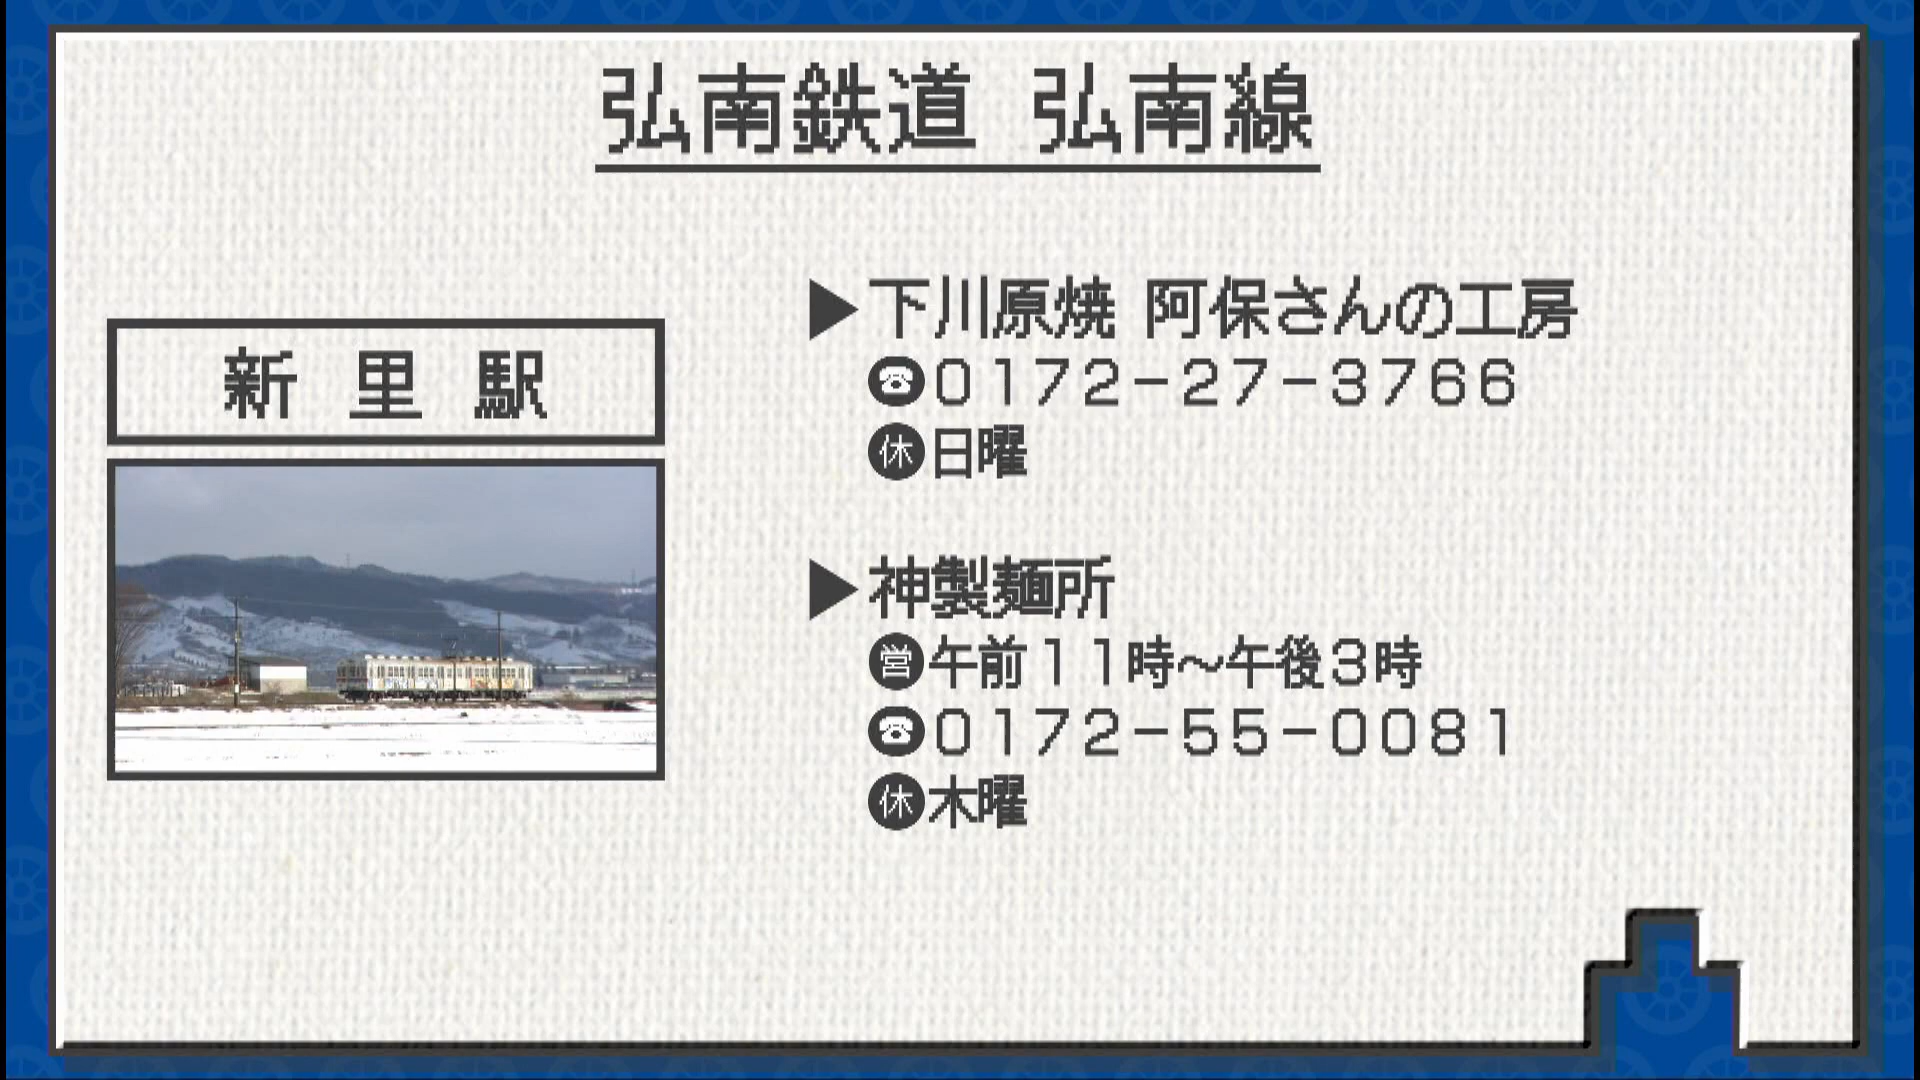 弘南鉄道 弘南線
新里駅
▶下川原焼 阿保さんの工房
☎0172-27-3766
休日曜
▶神製麺所
営午前11時～午後3時
☎0172-55-0081
休木曜